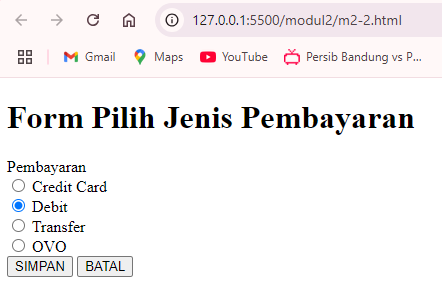 127.0.0.1:5500/modul2/m2-2.html
Gmail Maps YouTube Persib Bandung vs P...
Form Pilih Jenis Pembayaran
Pembayaran
Credit Card
Debit
Transfer
OVO
SIMPAN BATAL